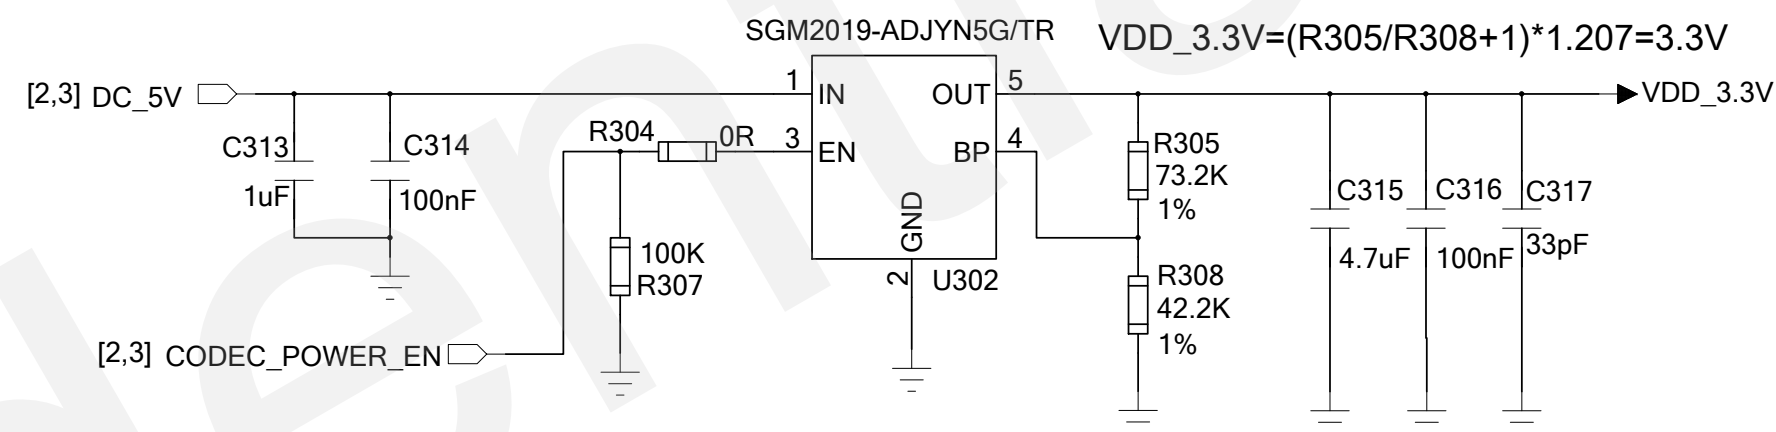 SGM2019-ADJYN5G/TR
VDD_3.3V=(R305/R308+1)*1.207=3.3V
[2,3] DC_5V
1
IN
OUT
5
VDD_3.3V
C313
1uF
C314
100nF
R304
0R
3
EN
BP
4
R305
73.2K
1%
C315
4.7uF
C316
100nF
C317
33pF
GND
2
U302
100K
R307
R308
42.2K
1%
[2,3] CODEC_POWER_EN